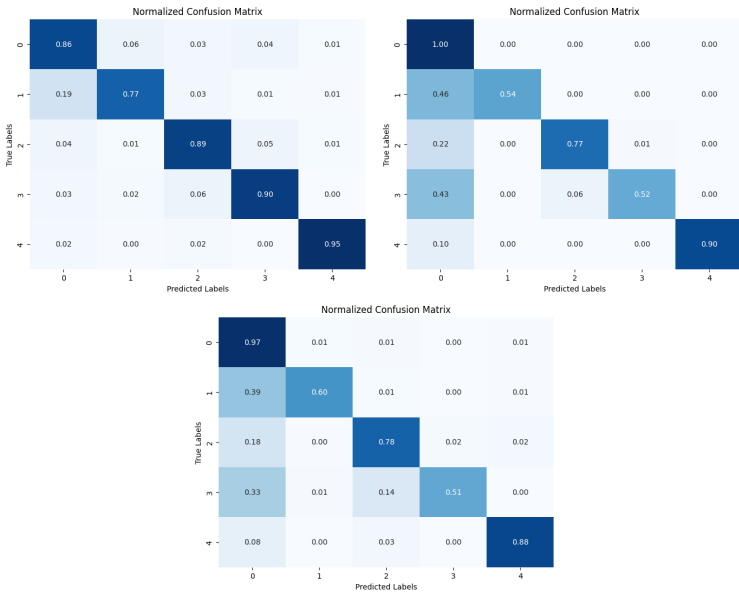 Normalized Confusion Matrix
True Labels
0 0.86 0.06 0.03 0.04 0.01
1 0.19 0.77 0.03 0.01 0.01
2 0.04 0.01 0.89 0.05 0.01
3 0.03 0.02 0.06 0.90 0.00
4 0.02 0.00 0.02 0.00 0.95
0 1 2 3 4
Predicted Labels
Normalized Confusion Matrix
True Labels
0 1.00 0.00 0.00 0.00 0.00
1 0.46 0.54 0.00 0.00 0.00
2 0.22 0.00 0.77 0.01 0.00
3 0.43 0.00 0.06 0.52 0.00
4 0.10 0.00 0.00 0.00 0.90
0 1 2 3 4
Predicted Labels
Normalized Confusion Matrix
True Labels
0 0.97 0.01 0.01 0.00 0.01
1 0.39 0.60 0.01 0.00 0.01
2 0.18 0.00 0.78 0.02 0.02
3 0.33 0.01 0.14 0.51 0.00
4 0.08 0.00 0.03 0.00 0.88
0 1 2 3 4
Predicted Labels